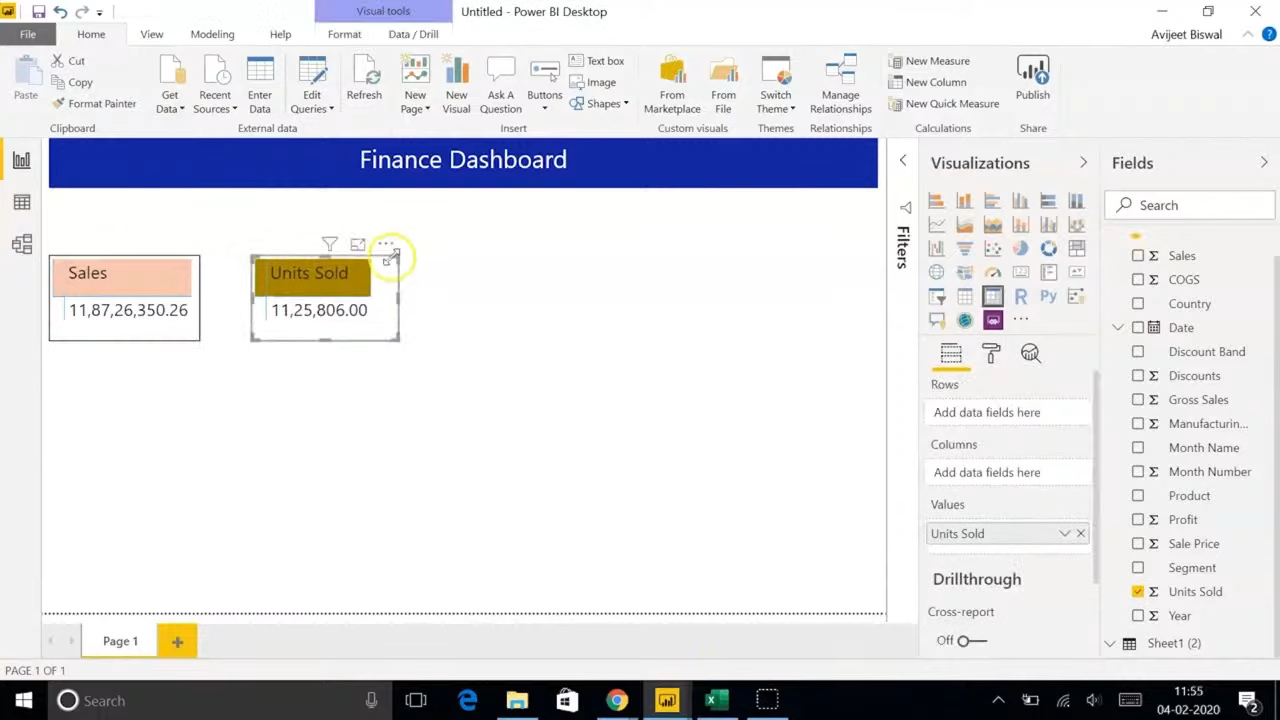 Visual tools
Untitled - Power BI Desktop
File
Home
View
Modeling
Help
Format
Data / Drill
Avijeet Biswal
Paste
Cut
Copy
Format Painter
Clipboard
Get Data
Recent Sources
Enter Data
External data
Edit Queries
Refresh
New Page
New Visual
Ask A Question
Buttons
Text box
Image
Shapes
Insert
From Marketplace
From File
Custom visuals
Switch Theme
Themes
Manage Relationships
Relationships
New Measure
New Column
New Quick Measure
Calculations
Publish
Share
Finance Dashboard
Sales
11,87,26,350.26
Units Sold
11,25,806.00
Filters
Visualizations
R
Py
Rows
Add data fields here
Columns
Add data fields here
Values
Units Sold
Drillthrough
Cross-report
Off
Fields
Search
Sales
COGS
Country
Date
Discount Band
Discounts
Gross Sales
Manufacturin...
Month Name
Month Number
Product
Profit
Sale Price
Segment
Units Sold
Year
Sheet1 (2)
Page 1
PAGE 1 OF 1
Search
11:55
04-02-2020
2